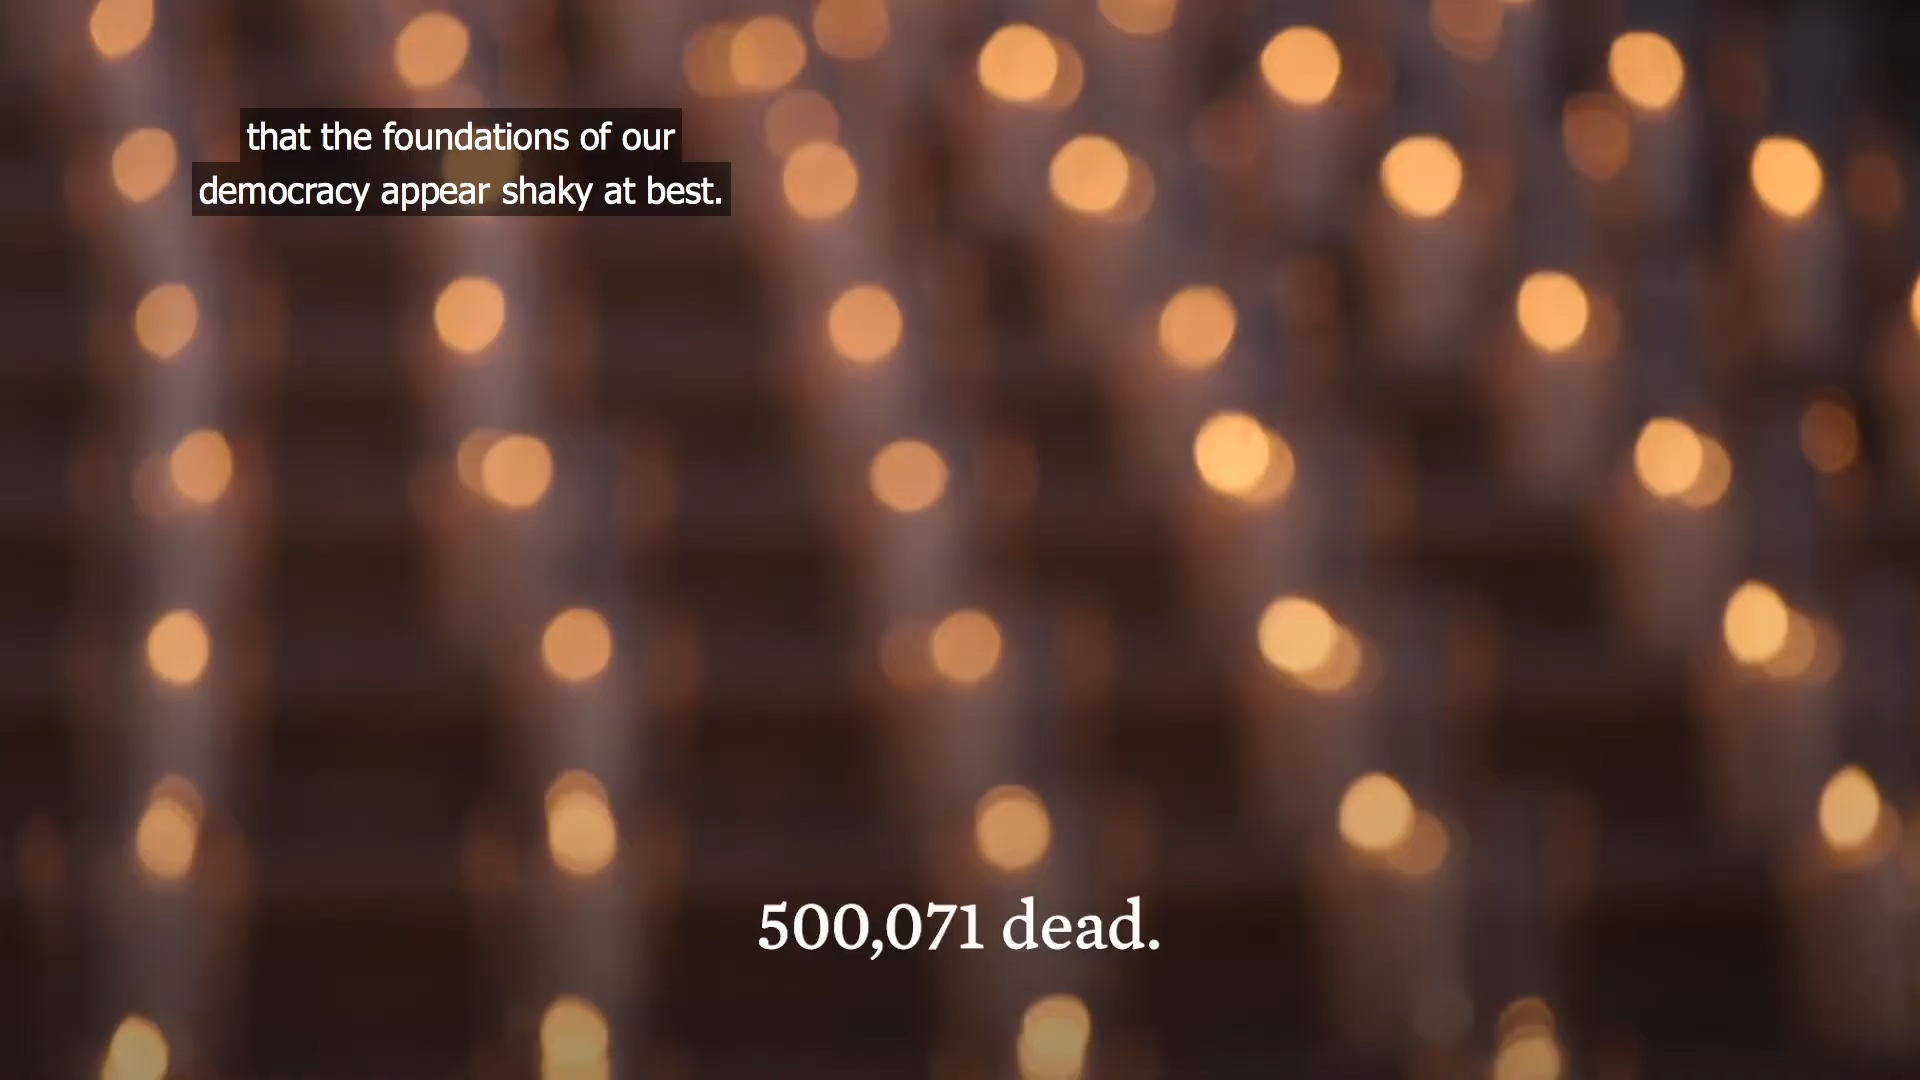 that the foundations of our
democracy appear shaky at best.
500,071 dead.